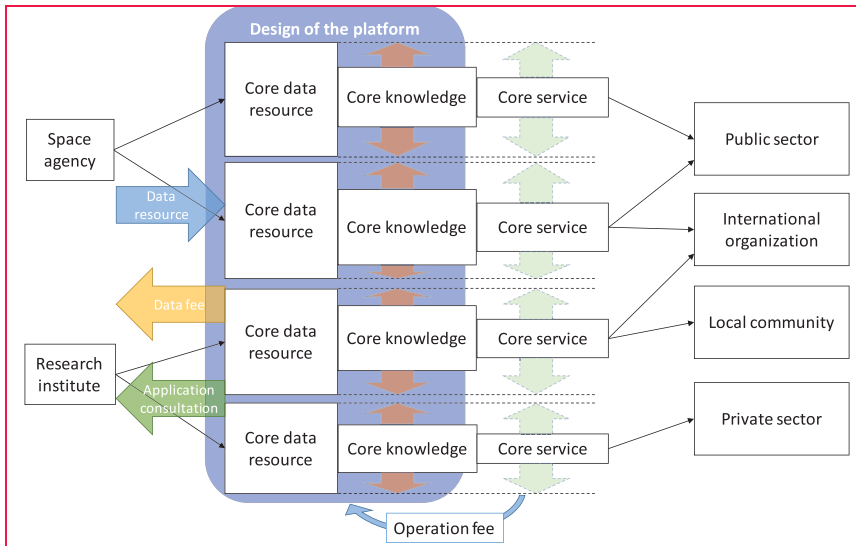 Design of the platform
Space
agency
Data
resource
Data fee
Research
institute
Application
consultation
Core data
resource
Core knowledge
Core service
Core data
resource
Core knowledge
Core service
Core data
resource
Core knowledge
Core service
Core data
resource
Core knowledge
Core service
Public sector
International
organization
Local community
Private sector
Operation fee